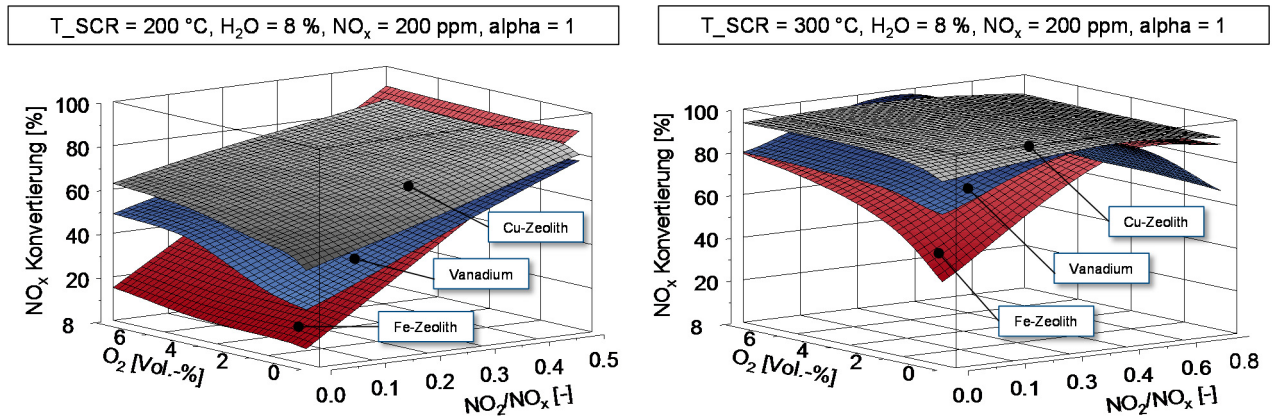 T_SCR = 200 °C, H₂O = 8 %, NOₓ = 200 ppm, alpha = 1
NOₓ Konvertierung [%]
100
80
60
40
20
8
6
4
2
0
O₂ [Vol.-%]
0.0
0.1
0.2
0.3
0.4
0.5
NO₂/NOₓ [-]
Cu-Zeolith
Vanadium
Fe-Zeolith
T_SCR = 300 °C, H₂O = 8 %, NOₓ = 200 ppm, alpha = 1
NOₓ Konvertierung [%]
100
80
60
40
20
8
6
4
2
0
O₂ [Vol.-%]
0.0
0.1
0.2
0.3
0.4
0.6
0.8
NO₂/NOₓ [-]
Cu-Zeolith
Vanadium
Fe-Zeolith